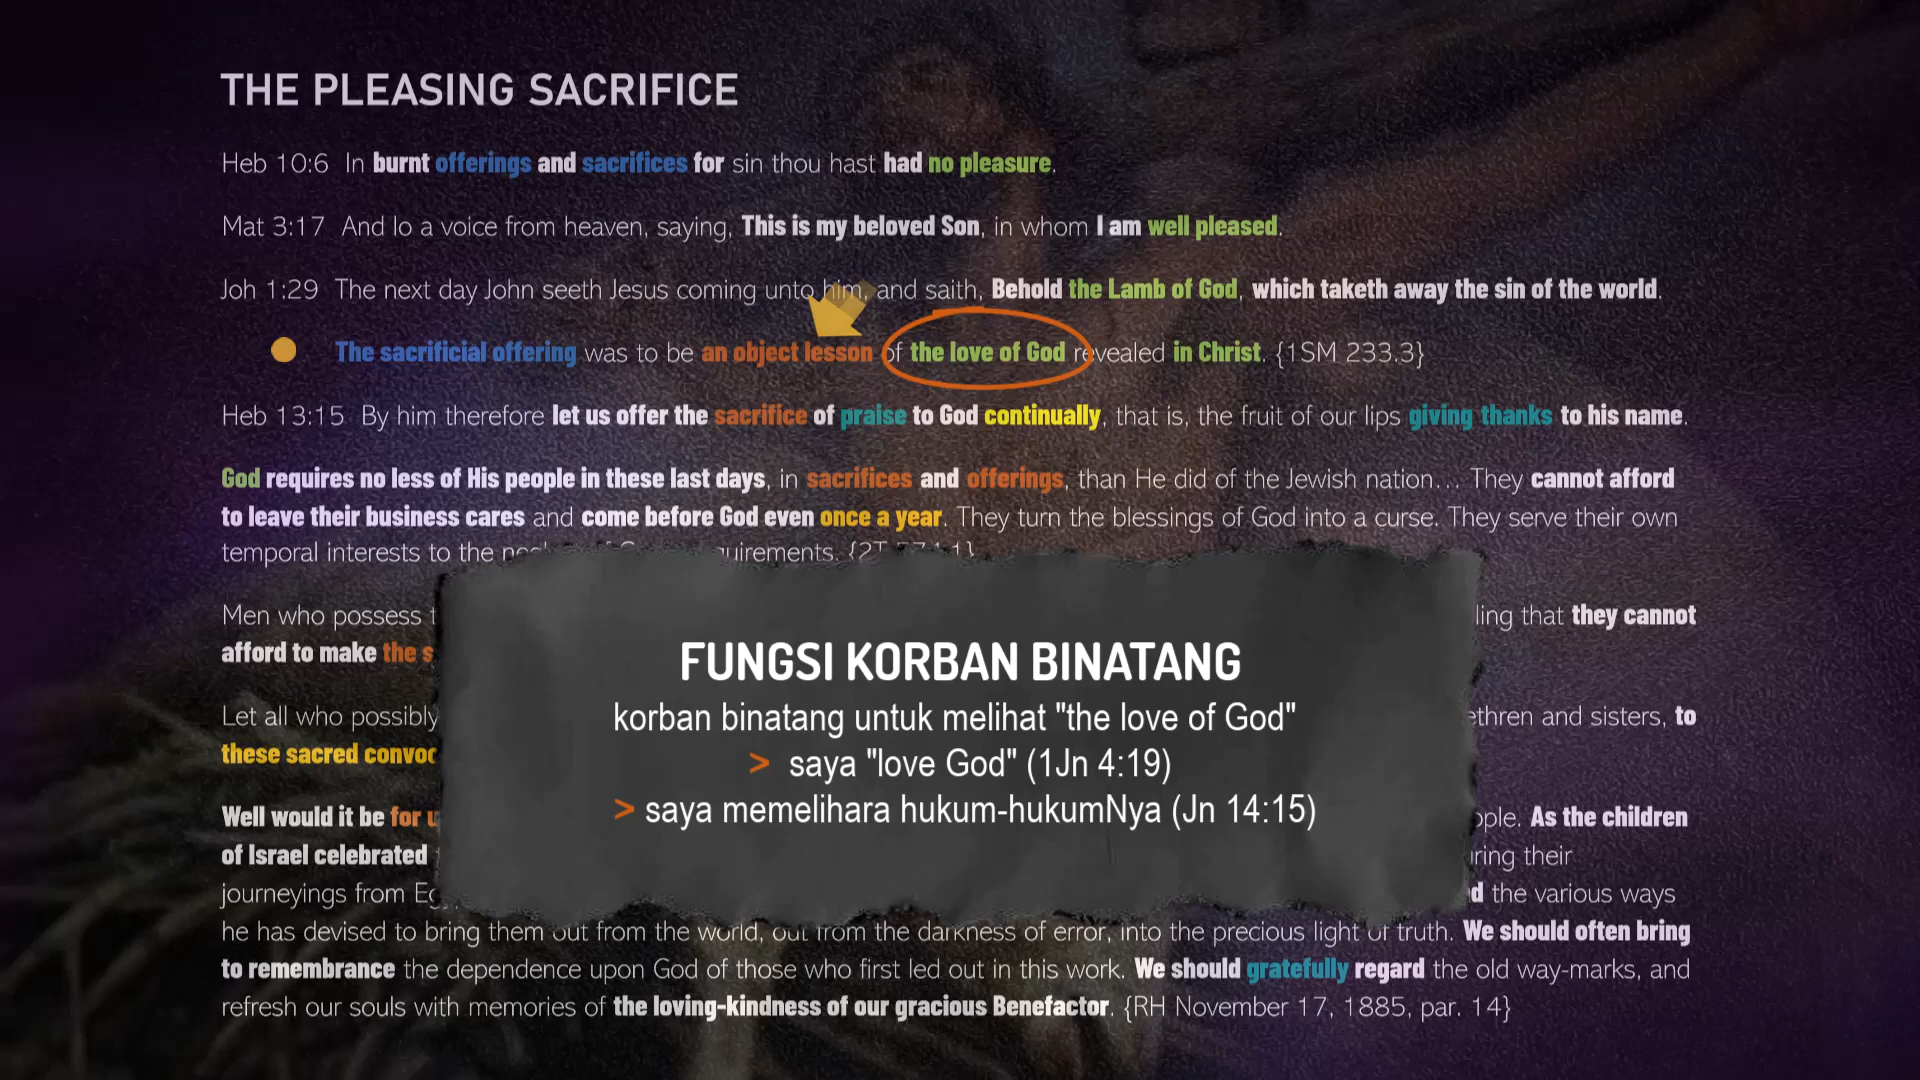 THE PLEASING SACRIFICE
Heb 10:6 In burnt offerings and sacrifices for sin thou hast had no pleasure.
Mat 3:17 And lo a voice from heaven, saying, This is my beloved Son, in whom I am well pleased.
Joh 1:29 The next day John seeth Jesus coming unto him, and saith, Behold the Lamb of God, which taketh away the sin of the world.
The sacrificial offering was to be an object lesson of the love of God revealed in Christ. {1SM 233.3}
Heb 13:15 By him therefore let us offer the sacrifice of praise to God continually, that is, the fruit of our lips giving thanks to his name.
God requires no less of His people in these last days, in sacrifices and offerings, than He did of the Jewish nation... They cannot afford
to leave their business cares and come before God even once a year. They turn the blessings of God into a curse. They serve their own
temporal interests to the
Men who possess
that they cannot
afford to make the
Let all who possibly
and sisters, to
these sacred
FUNGSI KORBAN BINATANG
korban binatang untuk melihat "the love of God"
> saya "love God" (1Jn 4:19)
> saya memelihara hukum-hukumNya (Jn 14:15)
Well would it be for
As the children
of Israel celebrated
their
journeyings from
the various ways
he has devised to bring them out from the world, out from the darkness of error, into the precious light of truth. We should often bring
to remembrance the dependence upon God of those who first led out in this work. We should gratefully regard the old way-marks, and
refresh our souls with memories of the loving-kindness of our gracious Benefactor. {RH November 17, 1885, par. 14}